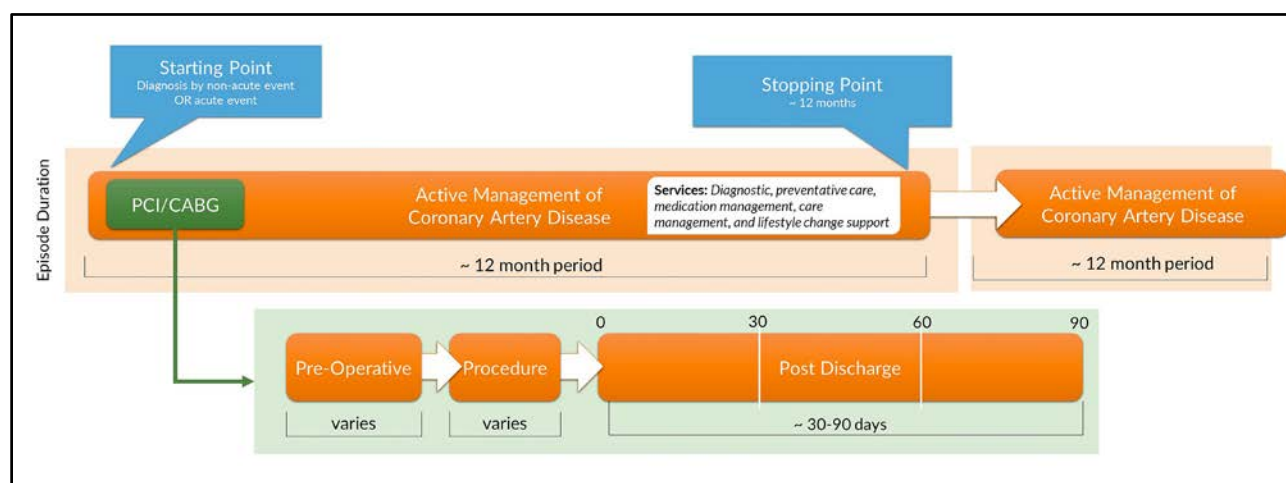 Starting Point
Diagnosis by non-acute event
OR acute event
Stopping Point
~ 12 months
Episode Duration
PCI/CABG
Active Management of
Coronary Artery Disease
Services: Diagnostic, preventative care,
medication management, care
management, and lifestyle change support
Active Management of
Coronary Artery Disease
~ 12 month period
~ 12 month period
0
30
60
90
Pre-Operative
Procedure
Post Discharge
varies
varies
~ 30-90 days